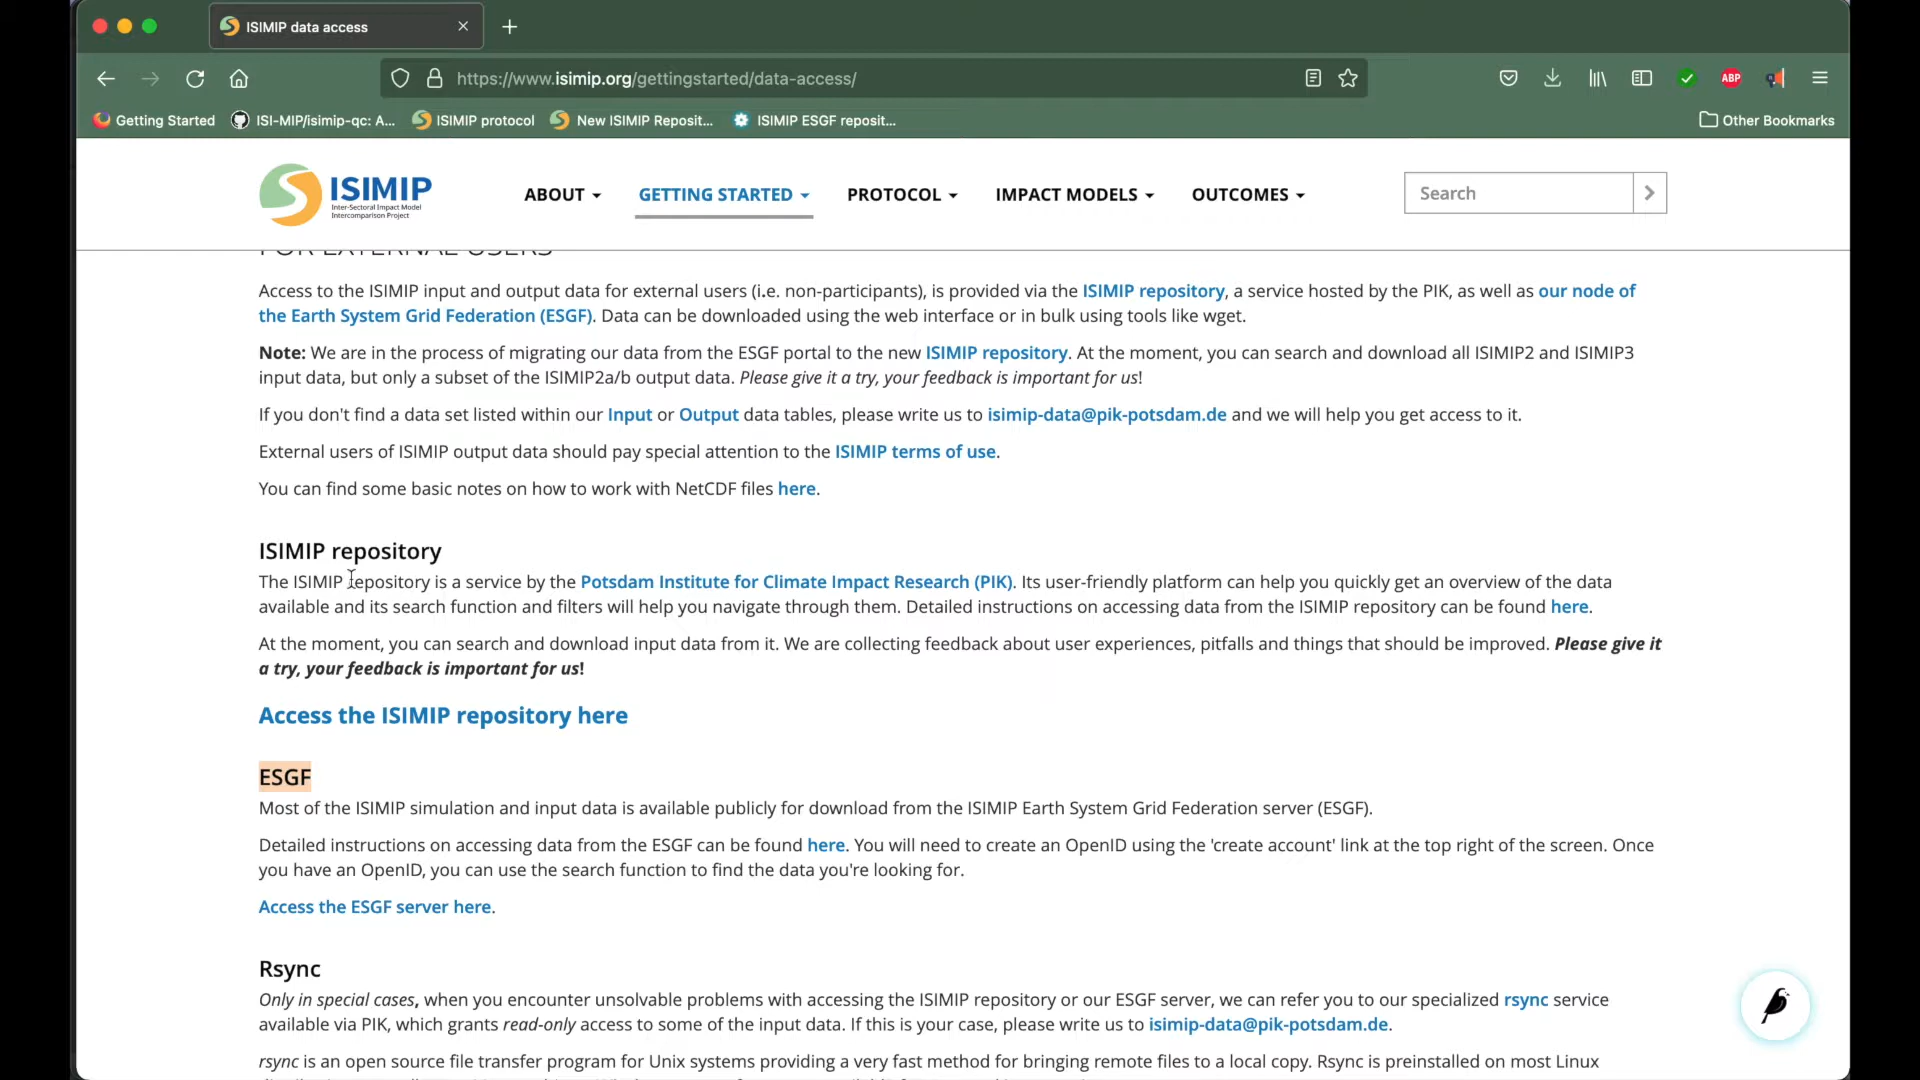 ISIMIP data access
https://www.isimip.org/gettingstarted/data-access/
ABP
Getting Started
ISI-MIP/isimip-qc: A...
ISIMIP protocol
New ISIMIP Reposit...
ISIMIP ESGF reposit...
Other Bookmarks
ISIMIP
Inter-Sectoral Impact Model
Intercomparison Project
ABOUT
GETTING STARTED
PROTOCOL
IMPACT MODELS
OUTCOMES
Search
FOR EXTERNAL USERS
Access to the ISIMIP input and output data for external users (i.e. non-participants), is provided via the ISIMIP repository, a service hosted by the PIK, as well as our node of
the Earth System Grid Federation (ESGF). Data can be downloaded using the web interface or in bulk using tools like wget.
Note: We are in the process of migrating our data from the ESGF portal to the new ISIMIP repository. At the moment, you can search and download all ISIMIP2 and ISIMIP3
input data, but only a subset of the ISIMIP2a/b output data. Please give it a try, your feedback is important for us!
If you don't find a data set listed within our Input or Output data tables, please write us to isimip-data@pik-potsdam.de and we will help you get access to it.
External users of ISIMIP output data should pay special attention to the ISIMIP terms of use.
You can find some basic notes on how to work with NetCDF files here.
ISIMIP repository
The ISIMIP repository is a service by the Potsdam Institute for Climate Impact Research (PIK). Its user-friendly platform can help you quickly get an overview of the data
available and its search function and filters will help you navigate through them. Detailed instructions on accessing data from the ISIMIP repository can be found here.
At the moment, you can search and download input data from it. We are collecting feedback about user experiences, pitfalls and things that should be improved. Please give it
a try, your feedback is important for us!
Access the ISIMIP repository here
ESGF
Most of the ISIMIP simulation and input data is available publicly for download from the ISIMIP Earth System Grid Federation server (ESGF).
Detailed instructions on accessing data from the ESGF can be found here. You will need to create an OpenID using the 'create account' link at the top right of the screen. Once
you have an OpenID, you can use the search function to find the data you're looking for.
Access the ESGF server here.
Rsync
Only in special cases, when you encounter unsolvable problems with accessing the ISIMIP repository or our ESGF server, we can refer you to our specialized rsync service
available via PIK, which grants read-only access to some of the input data. If this is your case, please write us to isimip-data@pik-potsdam.de.
rsync is an open source file transfer program for Unix systems providing a very fast method for bringing remote files to a local copy. Rsync is preinstalled on most Linux